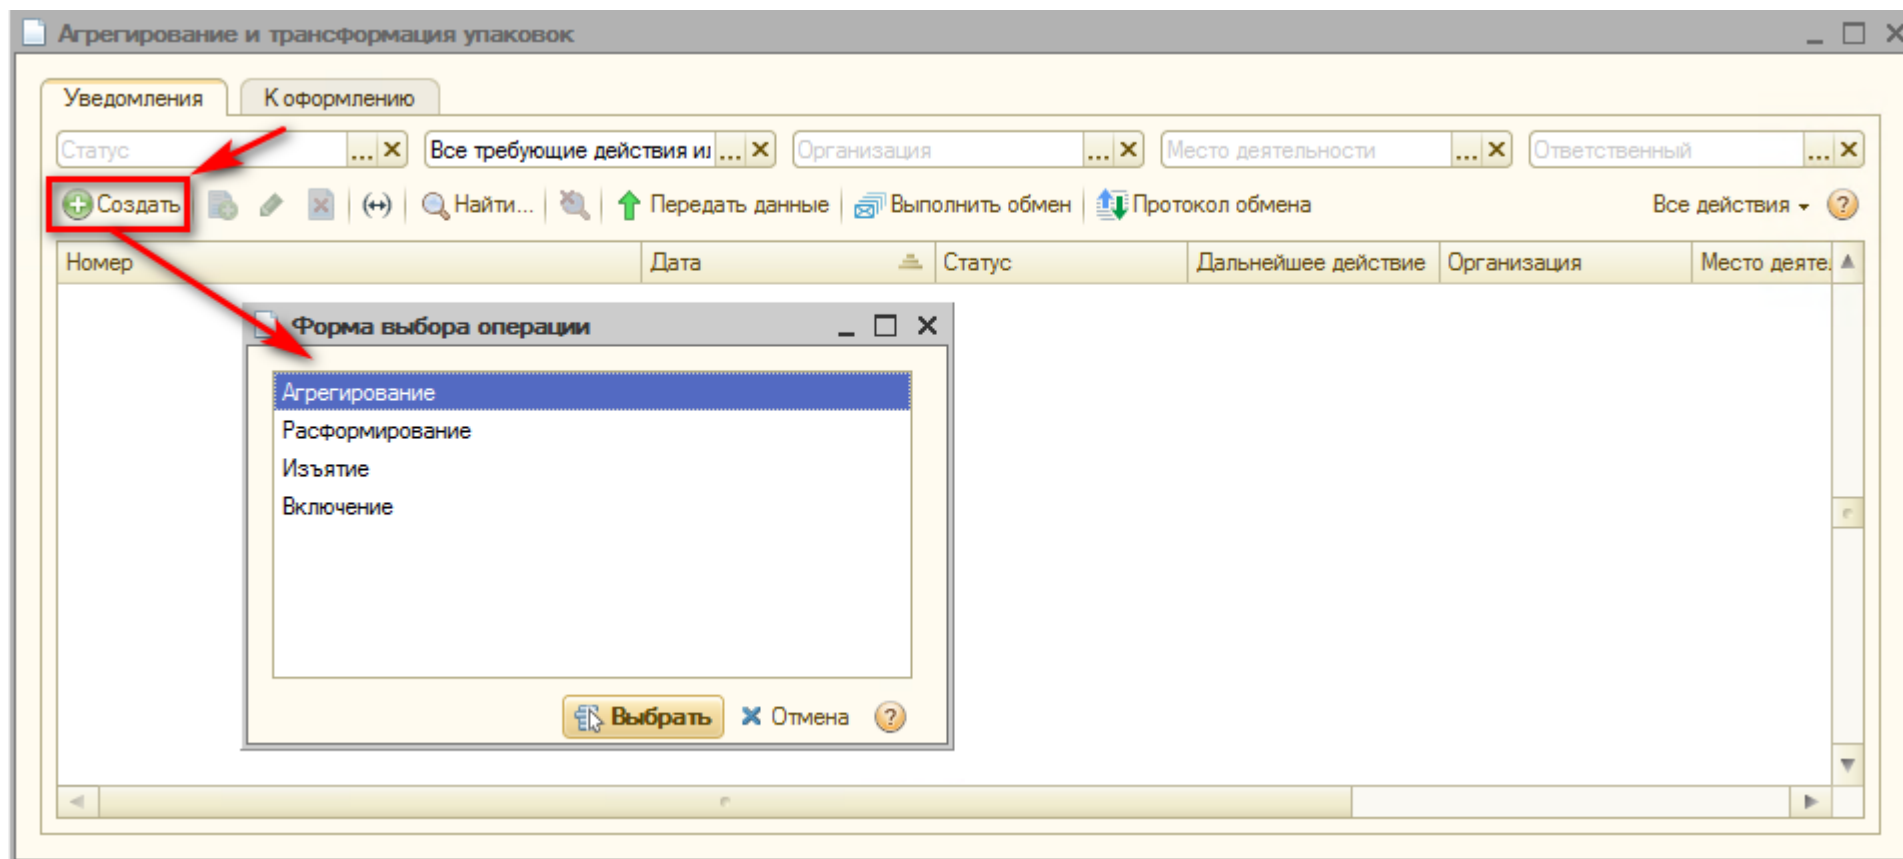 Агрегирование и трансформация упаковок
Уведомления К оформлению
Статус ... Все требующие действия ил ... Организация ... Место деятельности ... Ответственный ...
Создать Найти... Передать данные Выполнить обмен Протокол обмена Все действия ?
Номер Дата Статус Дальнейшее действие Организация Место деяте.
Форма выбора операции
Агрегирование
Расформирование
Изъятие
Включение
Выбрать Отмена ?